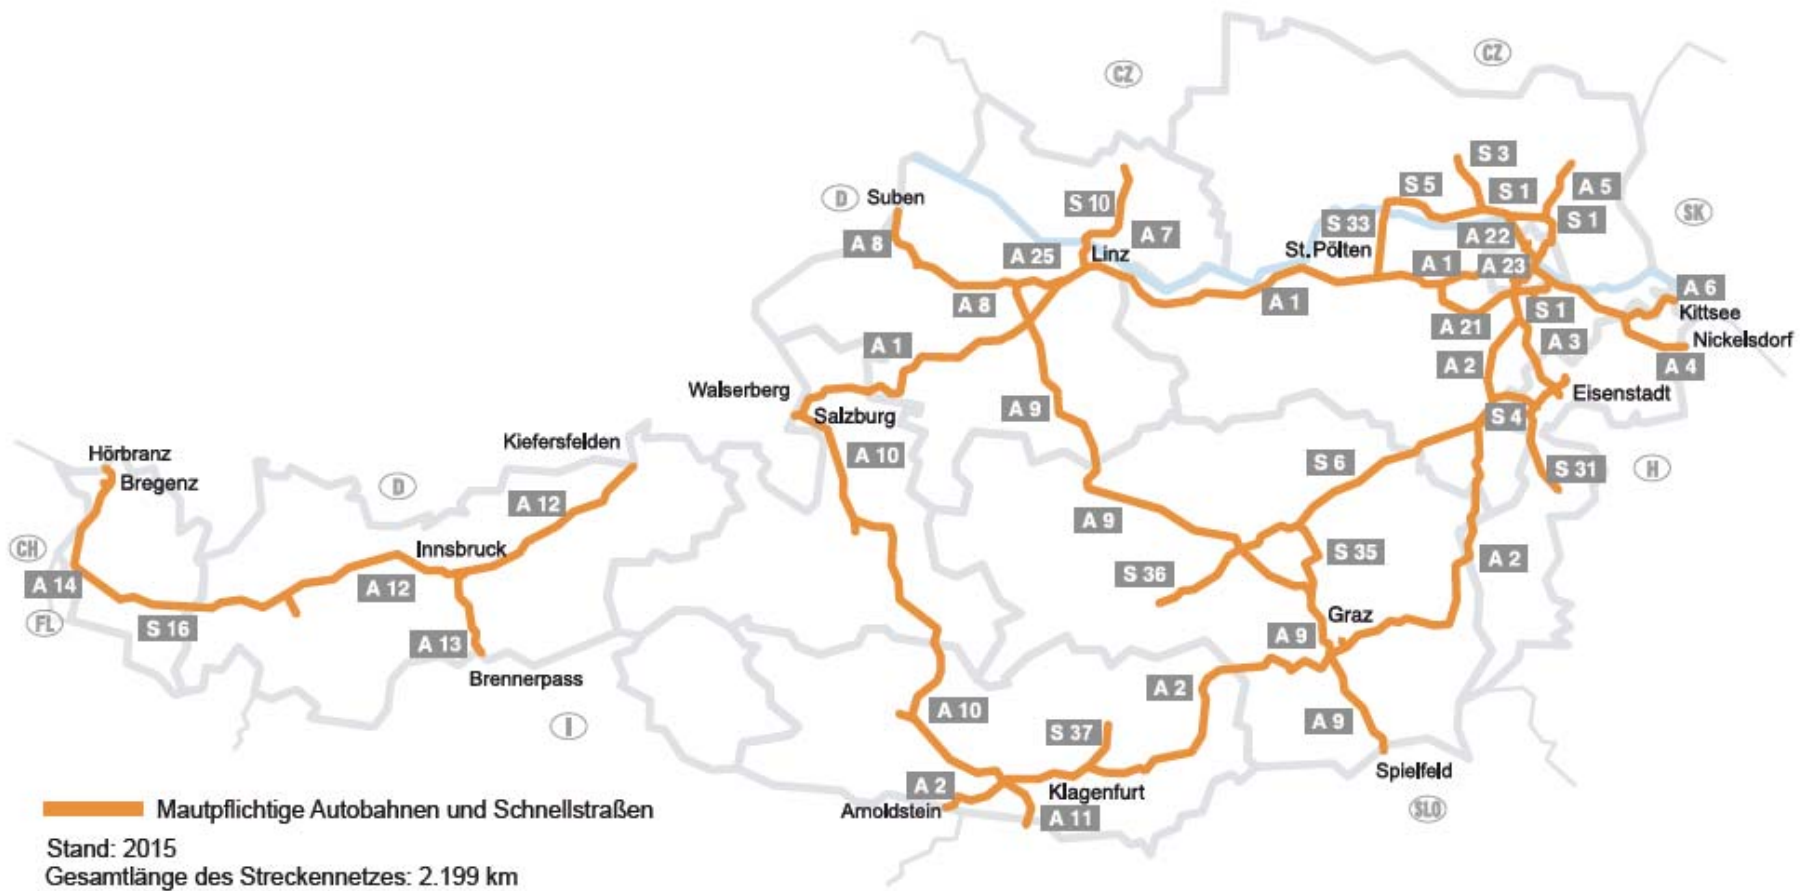 CZ
CZ
S 3
S 5
S 1
A 5
D
Suben
S 10
SK
A 8
A 7
S 33
A 22
S 1
A 25
Linz
St.Pölten
A 1
A 23
A 8
A 1
A 6
A 21
S 1
Kittsee
A 1
A 3
Nickelsdorf
A 2
A 4
Walserberg
Eisenstadt
Salzburg
A 9
S 4
Hörbranz
Kiefersfelden
A 10
S 6
S 31
H
Bregenz
D
A 12
A 9
CH
Innsbruck
S 35
A 2
A 14
A 12
S 36
FL
S 16
A 13
Graz
A 9
Brennerpass
A 2
I
A 10
S 37
A 9
Spielfeld
A 2
Klagenfurt
Arnoldstein
A 11
SLO
Mautpflichtige Autobahnen und Schnellstraßen
Stand: 2015
Gesamtlänge des Streckennetzes: 2.199 km